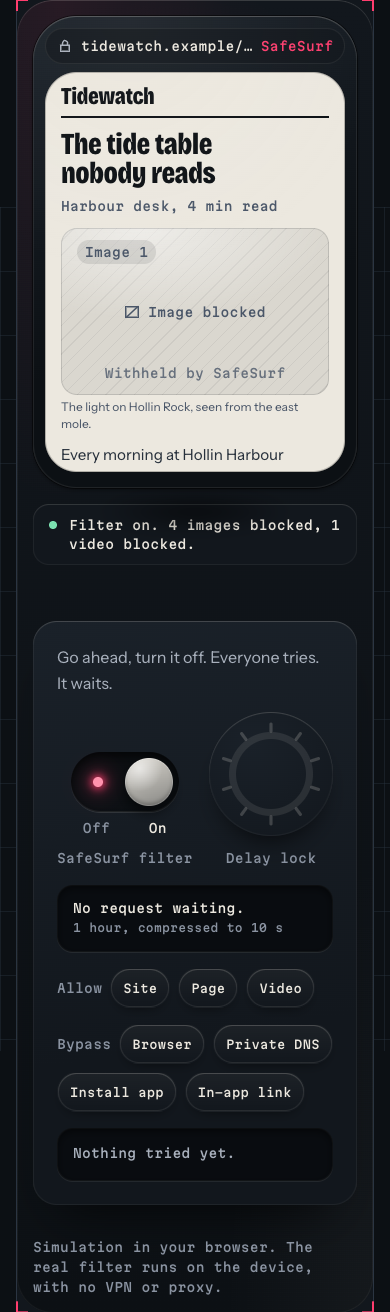 tidewatch.example/… SafeSurf
Tidewatch
The tide table
nobody reads
Harbour desk, 4 min read
Image 1
Image blocked
Withheld by SafeSurf
The light on Hollin Rock, seen from the east
mole.
Every morning at Hollin Harbour
Filter on. 4 images blocked, 1
video blocked.
Go ahead, turn it off. Everyone tries.
It waits.
Off On
SafeSurf filter Delay lock
No request waiting.
1 hour, compressed to 10 s
Allow Site Page Video
Bypass Browser Private DNS
Install app In-app link
Nothing tried yet.
Simulation in your browser. The
real filter runs on the device,
with no VPN or proxy.